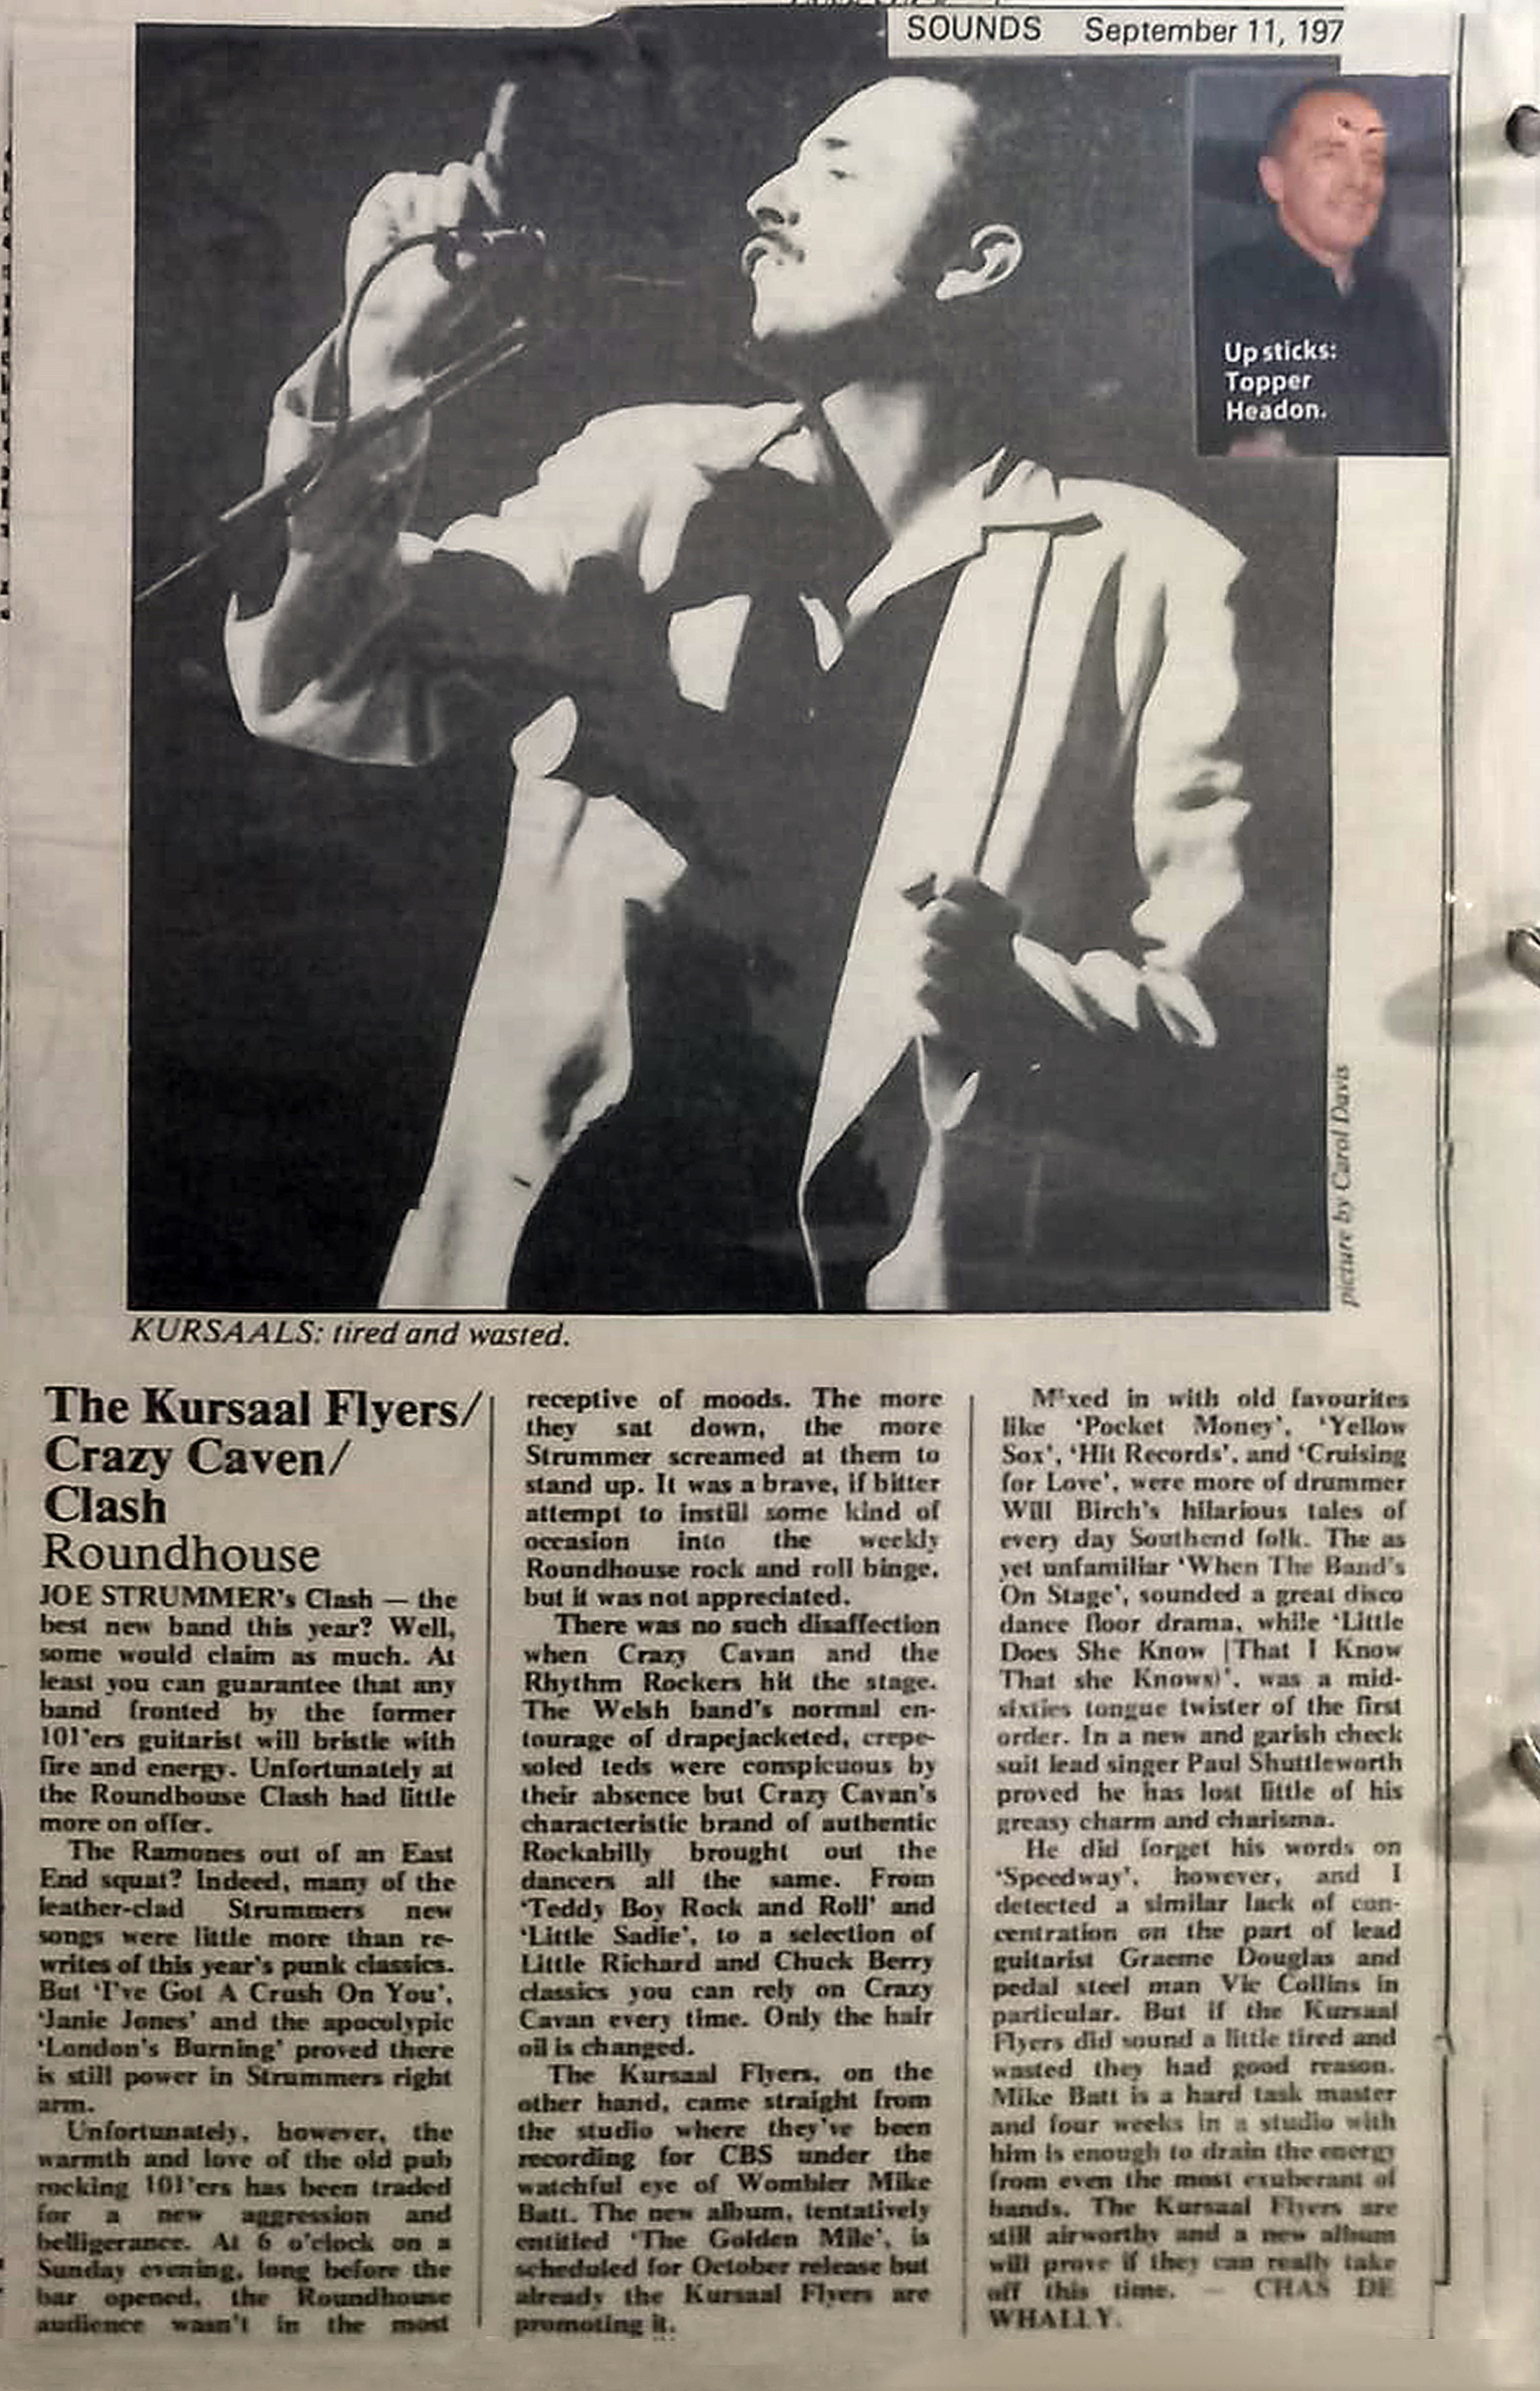 SOUNDS September 11, 197
Up sticks:
Topper
Headon.
picture by Carol Davis
KURSAALS: tired and wasted.
The Kursaal Flyers/
Crazy Caven/
Clash
Roundhouse
JOE STRUMMER's Clash — the
best new band this year? Well,
some would claim as much. At
least you can guarantee that any
band fronted by the former
101'ers guitarist will bristle with
fire and energy. Unfortunately at
the Roundhouse Clash had little
more on offer.
The Ramones out of an East
End squat? Indeed, many of the
leather-clad Strummers new
songs were little more than re-
writes of this year's punk classics.
But 'I've Got A Crush On You',
'Janie Jones' and the apocolypic
'London's Burning' proved there
is still power in Strummers right
arm.
Unfortunately, however, the
warmth and love of the old pub
rocking 101'ers has been traded
for a new aggression and
belligerance. At 6 o'clock on a
Sunday evening, long before the
bar opened, the Roundhouse
audience wasn't in the most
receptive of moods. The more
they sat down, the more
Strummer screamed at them to
stand up. It was a brave, if bitter
attempt to instill some kind of
occasion into the weekly
Roundhouse rock and roll binge,
but it was not appreciated.
There was no such disaffection
when Crazy Cavan and the
Rhythm Rockers hit the stage.
The Welsh band's normal en-
tourage of drapejacketed, crepe-
soled teds were conspicuous by
their absence but Crazy Cavan's
characteristic brand of authentic
Rockabilly brought out the
dancers all the same. From
'Teddy Boy Rock and Roll' and
'Little Sadie', to a selection of
Little Richard and Chuck Berry
classics you can rely on Crazy
Cavan every time. Only the hair
oil is changed.
The Kursaal Flyers, on the
other hand, came straight from
the studio where they've been
recording for CBS under the
watchful eye of Wombler Mike
Batt. The new album, tentatively
entitled 'The Golden Mile', is
scheduled for October release but
already the Kursaal Flyers are
promoting it.
Mixed in with old favourites
like 'Pocket Money', 'Yellow
Sox', 'Hit Records', and 'Cruising
for Love', were more of drummer
Will Birch's hilarious tales of
every day Southend folk. The as
yet unfamiliar 'When The Band's
On Stage', sounded a great disco
dance floor drama, while 'Little
Does She Know [That I Know
That she Knows)', was a mid-
sixties tongue twister of the first
order. In a new and garish check
suit lead singer Paul Shuttleworth
proved he has lost little of his
greasy charm and charisma.
He did forget his words on
'Speedway', however, and I
detected a similar lack of con-
centration on the part of lead
guitarist Graeme Douglas and
pedal steel man Vic Collins in
particular. But if the Kursaal
Flyers did sound a little tired and
wasted they had good reason.
Mike Batt is a hard task master
and four weeks in a studio with
him is enough to drain the energy
from even the most exuberant of
bands. The Kursaal Flyers are
still airworthy and a new album
will prove if they can really take
off this time. — CHAS DE
WHALLY.